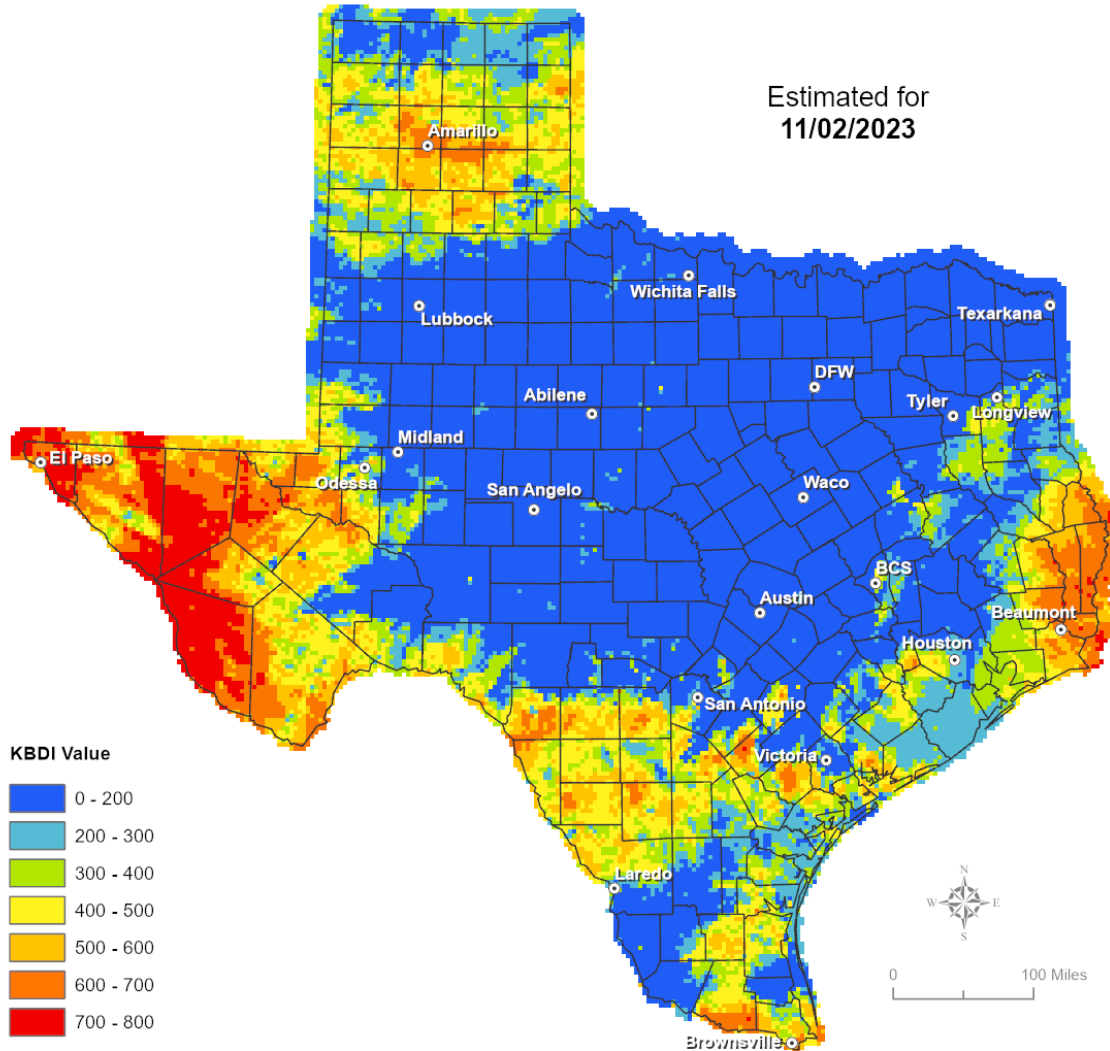 Estimated for
11/02/2023
Amarillo
Wichita Falls
Lubbock
Texarkana
DFW
Abilene
Tyler
Longview
Midland
El Paso
Odessa
San Angelo
Waco
BCS
Austin
Beaumont
Houston
San Antonio
Victoria
KBDI Value
0 - 200
200 - 300
300 - 400
400 - 500
500 - 600
600 - 700
700 - 800
Laredo
N
W
E
S
0
100 Miles
Brownsville